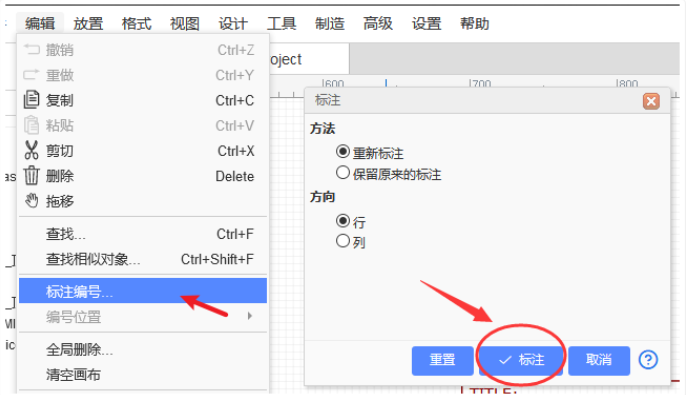 编辑 放置 格式 视图 设计 工具 制造 高级 设置 帮助
撤销 Ctrl+Z
重做 Ctrl+Y
复制 Ctrl+C
粘贴 Ctrl+V
剪切 Ctrl+X
删除 Delete
拖移
查找... Ctrl+F
查找相似对象... Ctrl+Shift+F
标注编号...
编号位置
全局删除...
清空画布
oject
600 700 800
标注
方法
重新标注
保留原来的标注
方向
行
列
重置 标注 取消 ?
TITLE: